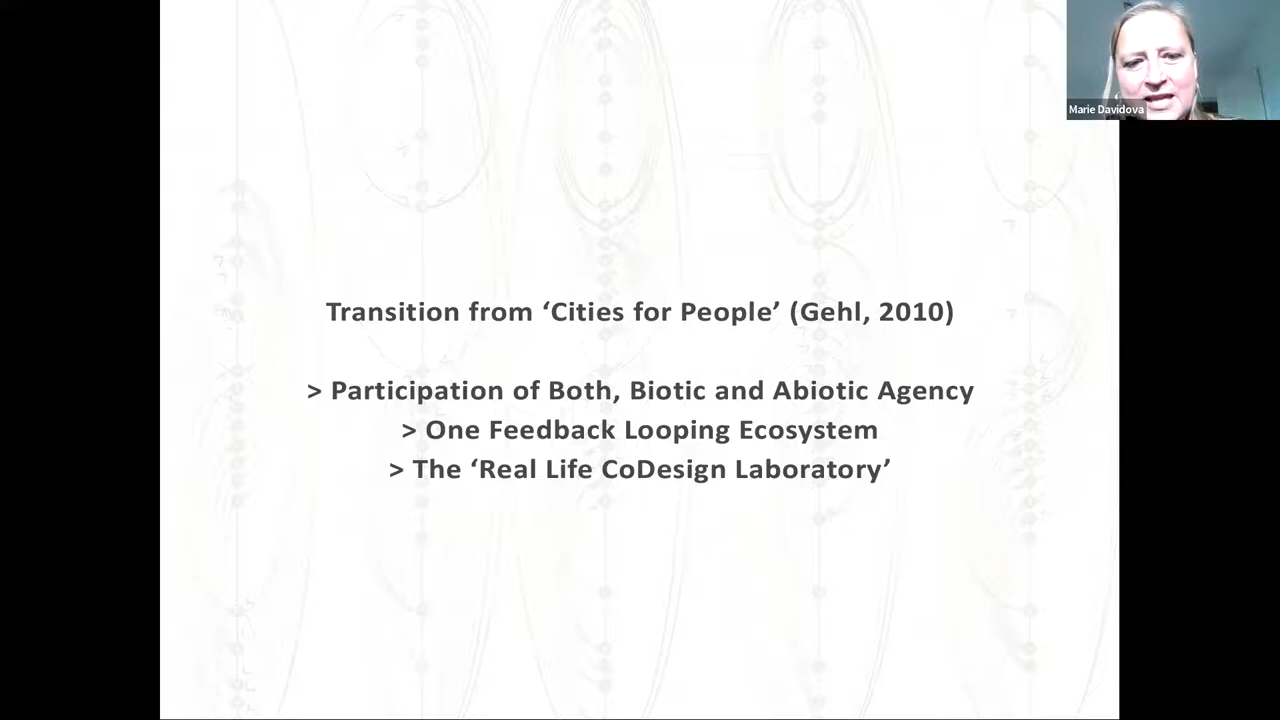 Marie Davidova
Transition from ‘Cities for People’ (Gehl, 2010)
> Participation of Both, Biotic and Abiotic Agency
> One Feedback Looping Ecosystem
> The ‘Real Life CoDesign Laboratory’